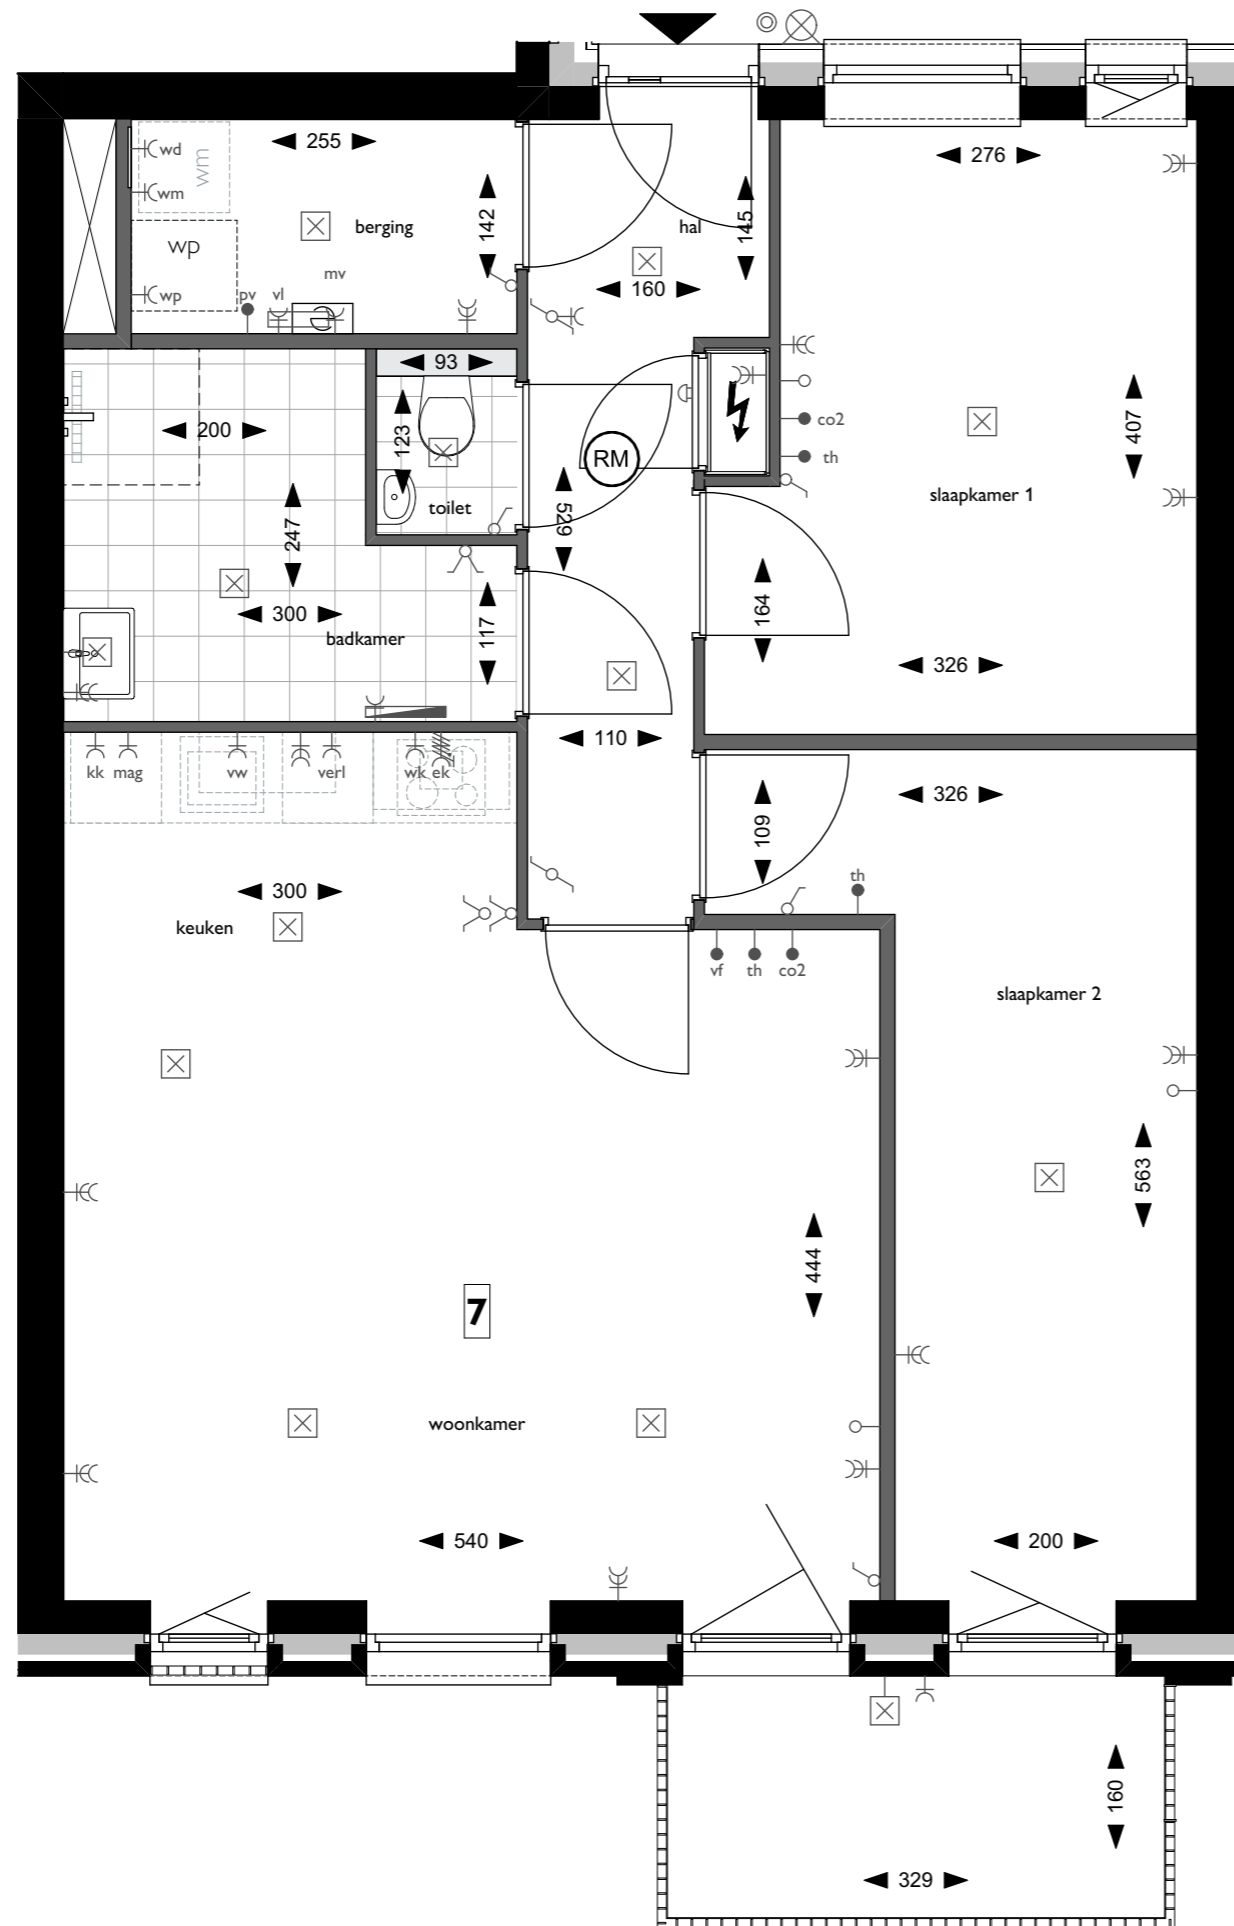 255
276
wd
wm
wm
142
berging
hal
145
wp
mv
160
wp
pv
vl
93
200
123
co2
407
RM
th
toilet
529
slaapkamer 1
247
300
badkamer
117
164
326
110
326
kk
mag
vw
verl
wk
ek
109
300
th
keuken
vf
th
co2
slaapkamer 2
563
444
7
woonkamer
540
200
160
329